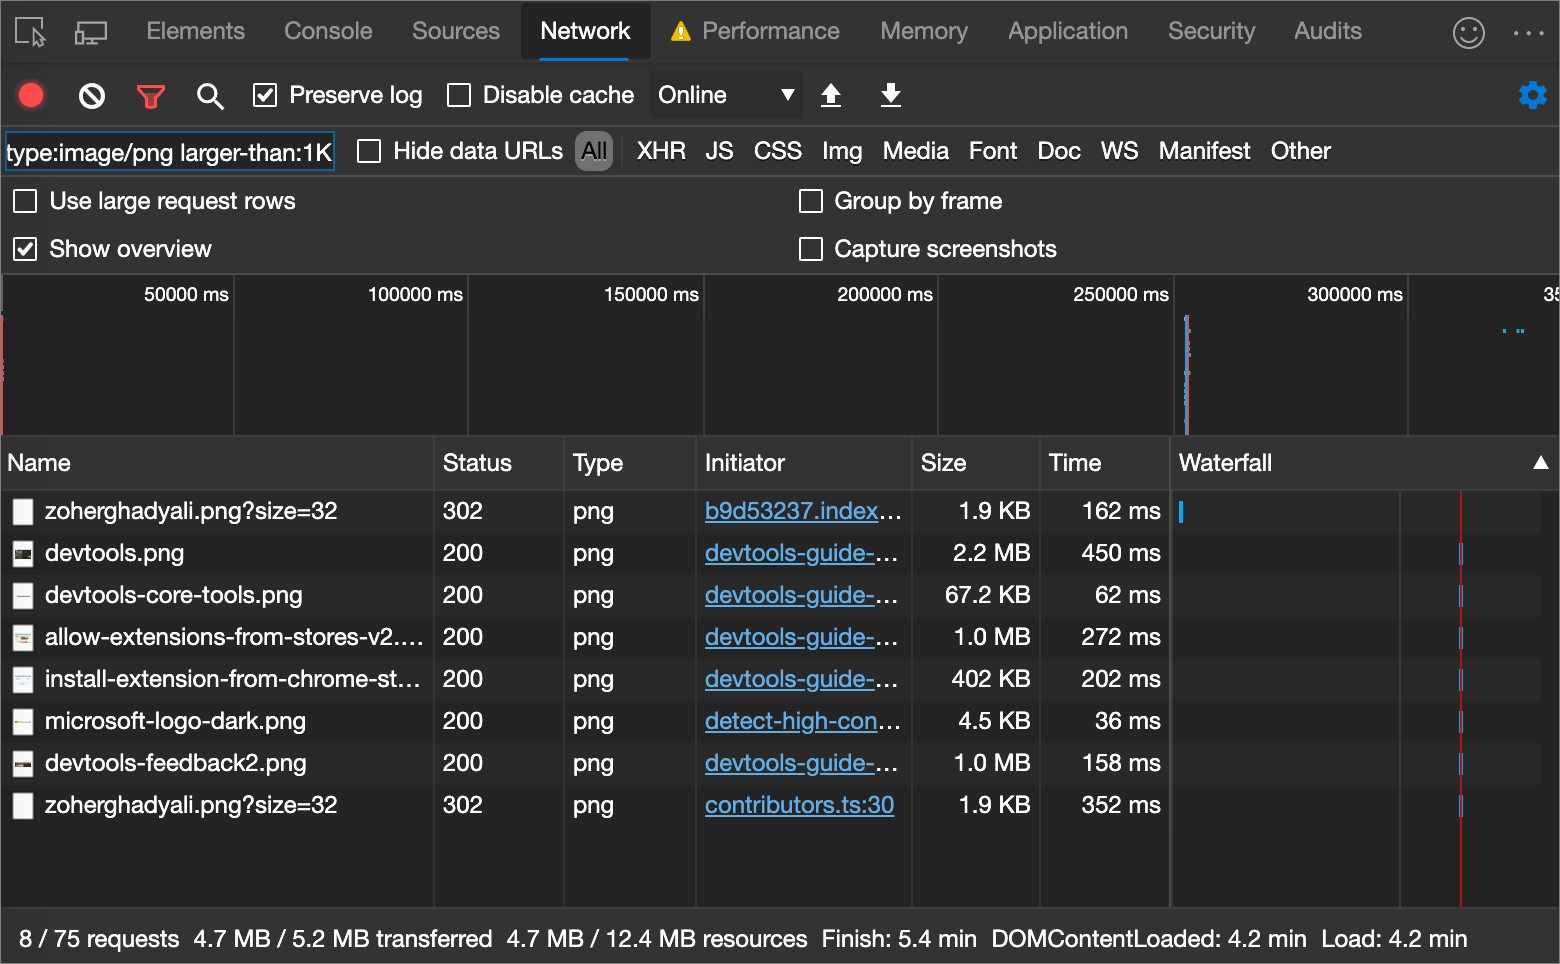 Elements Console Sources Network Performance Memory Application Security Audits
Preserve log Disable cache Online
type:image/png larger-than:1K Hide data URLs All XHR JS CSS Img Media Font Doc WS Manifest Other
Use large request rows Group by frame
Show overview Capture screenshots
50000 ms 100000 ms 150000 ms 200000 ms 250000 ms 300000 ms 35
Name Status Type Initiator Size Time Waterfall
zoherghadyali.png?size=32 302 png b9d53237.index… 1.9 KB 162 ms
devtools.png 200 png devtools-guide-… 2.2 MB 450 ms
devtools-core-tools.png 200 png devtools-guide-… 67.2 KB 62 ms
allow-extensions-from-stores-v2.… 200 png devtools-guide-… 1.0 MB 272 ms
install-extension-from-chrome-st… 200 png devtools-guide-… 402 KB 202 ms
microsoft-logo-dark.png 200 png detect-high-con… 4.5 KB 36 ms
devtools-feedback2.png 200 png devtools-guide-… 1.0 MB 158 ms
zoherghadyali.png?size=32 302 png contributors.ts:30 1.9 KB 352 ms
8 / 75 requests 4.7 MB / 5.2 MB transferred 4.7 MB / 12.4 MB resources Finish: 5.4 min DOMContentLoaded: 4.2 min Load: 4.2 min